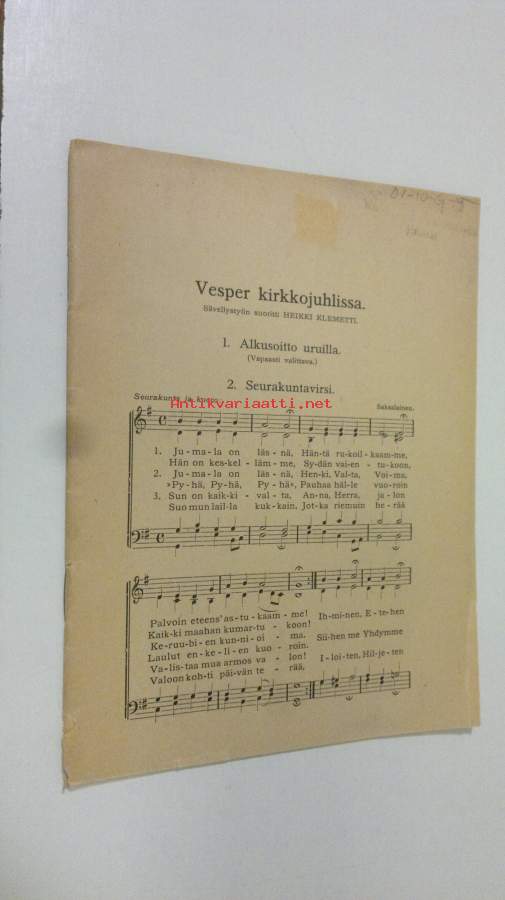 Vesper kirkkojuhlissa.
Sävellystyön suoritti HEIKKI KLEMETTI.
1. Alkusoitto uruilla.
(Vapaasti valittava.)
Antikvariaatti.net
2. Seurakuntavirsi.
Seurakunta ja kuoro.
Saksalainen.
1. Ju-ma-la on läs-nä, Hän-tä ru-koil-kaam-me,
Hän on kes-kel-läm-me, Sy-dän vai-en-tu-koon,
2. Ju-ma-la on läs-nä, Hen-ki, Val-ta, Voi-ma,
»Py-hä, Py-hä, Py-hä», Pauhaa häl-le vuo-roin
3. Sun on kaik-ki-val-ta, An-na, Herra, ja-lon
Suo mun lail-la kuk-kain, Jot-ka riemuin he-rää
Palvoin eteens' as-tu-kaam-me! Ih-mi-nen, E-te-hen
Kaik-ki maahan kumar-tu-koon!
Ke-ruu-bi-en kun-ni-oi-ma. Sii-hen me Yhdymme
Laulut en-ke-li-en kuo-roin.
Va-lis-taa mua armos va-lon! I-loi-ten, Hil-je-ten
Valoon koh-ti päi-vän te-rää,